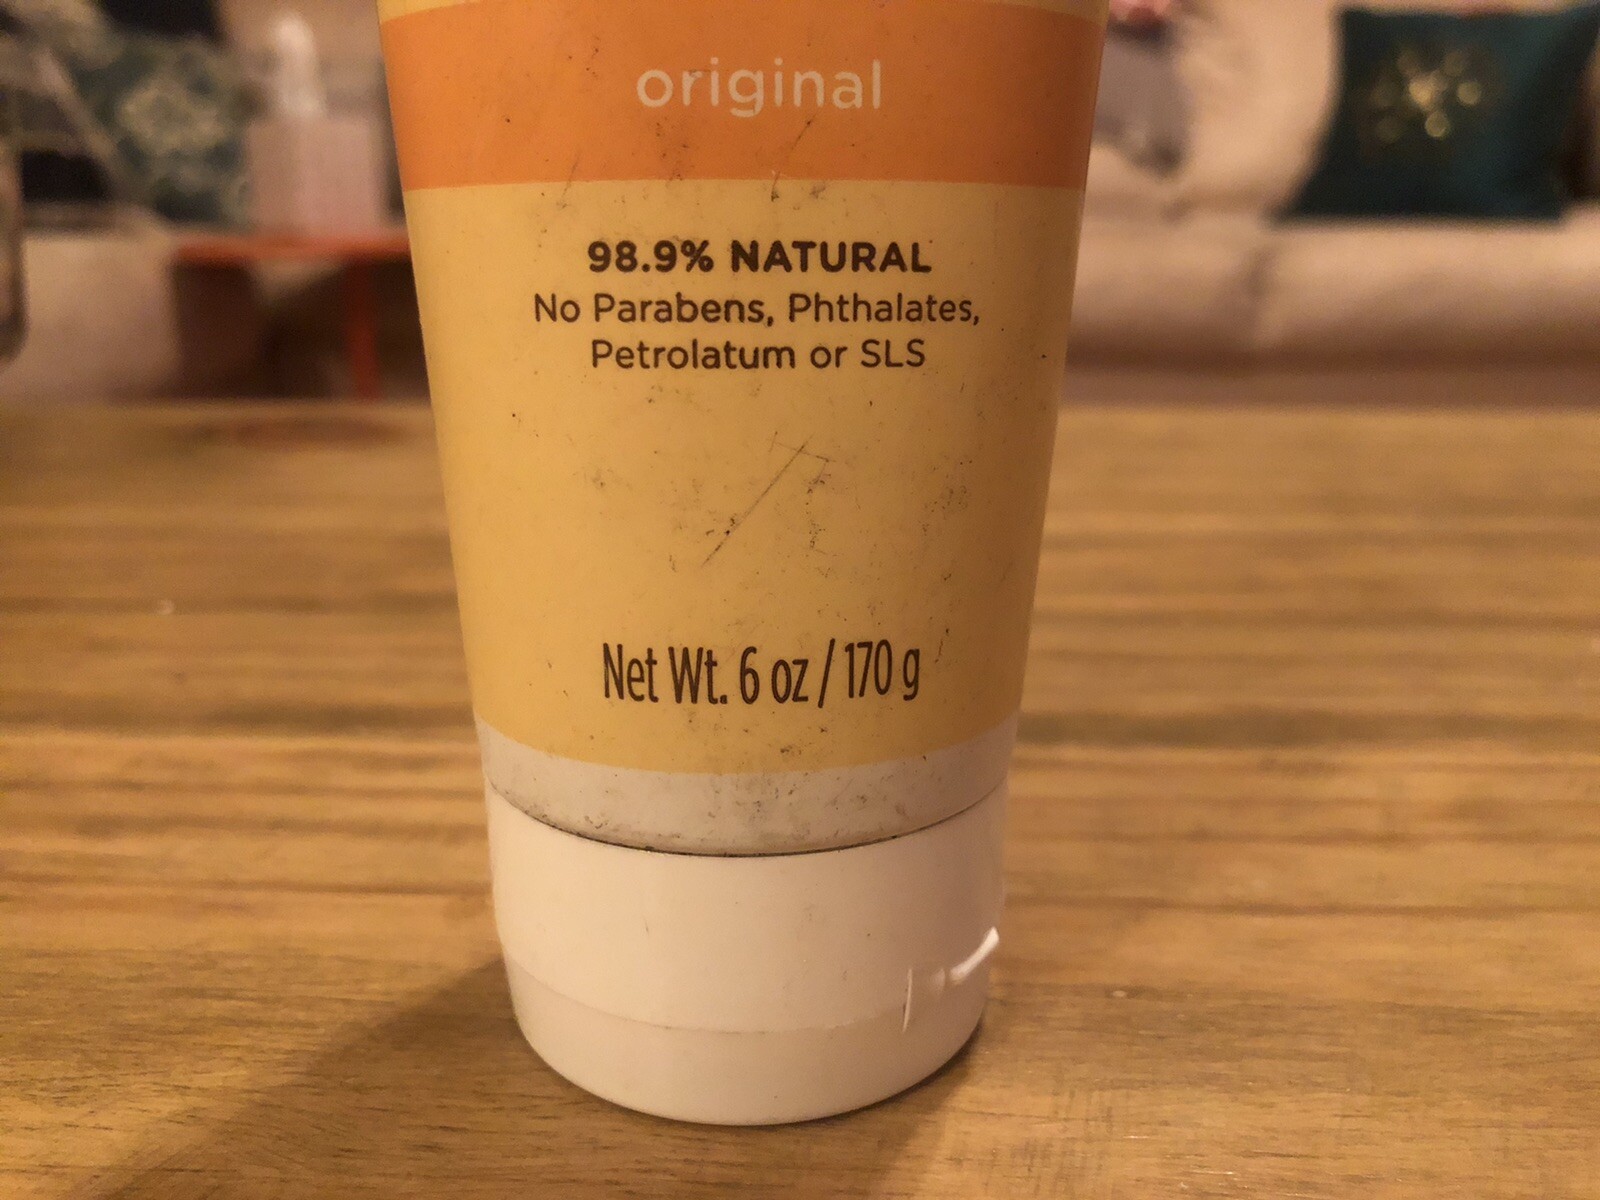 original
98.9% NATURAL
No Parabens, Phthalates,
Petrolatum or SLS
Net Wt. 6 oz / 170 g